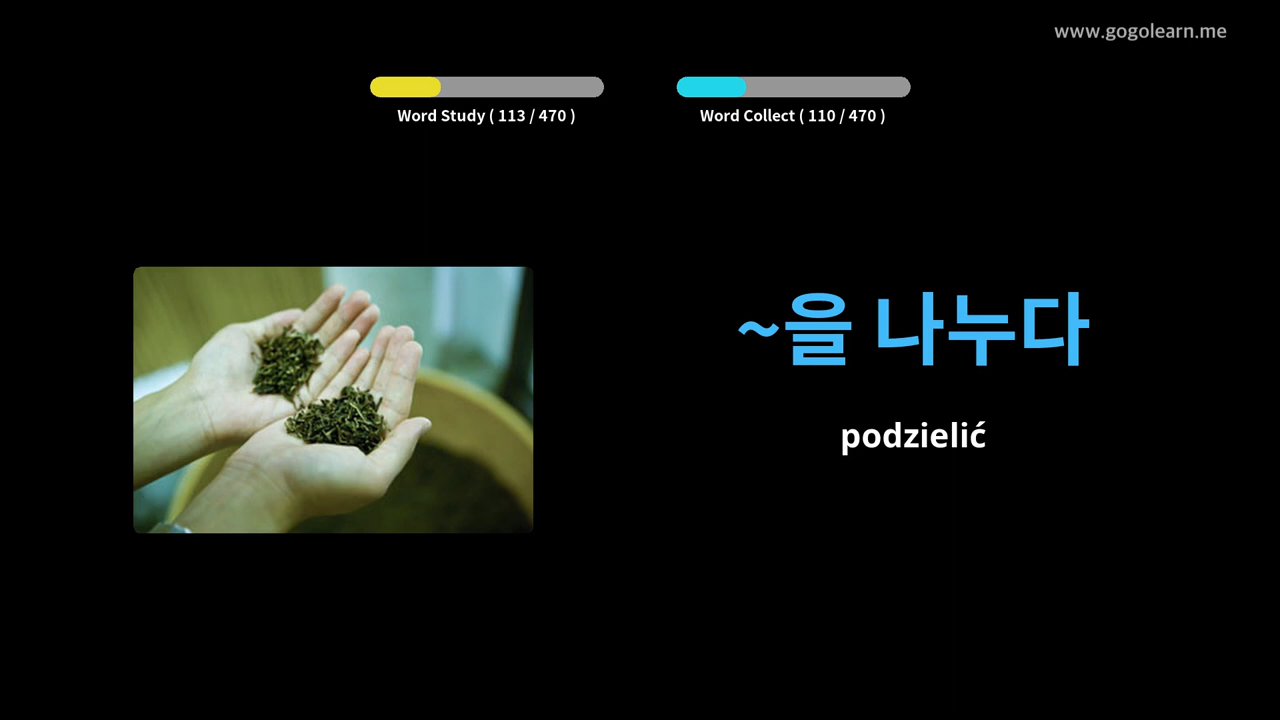 www.gogolearn.me
Word Study ( 113 / 470 )
Word Collect ( 110 / 470 )
~을 나누다
podzielić